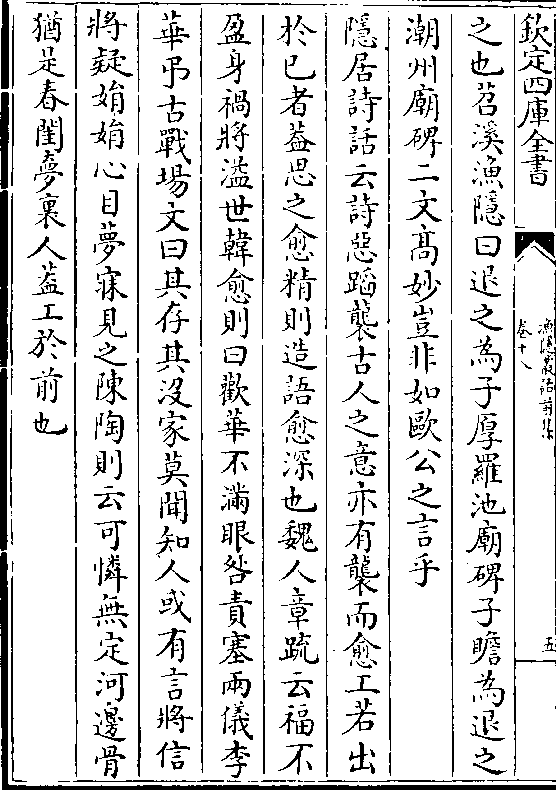 欽定四庫全書
漁隱叢話前集
卷十八
五
之也苕溪漁隱曰退之為子厚羅池廟碑子瞻為退之
潮州廟碑二文髙妙豈非如歐公之言乎
隱居詩話云詩惡蹈襲古人之意亦有襲而愈工若出
於已者葢思之愈精則造語愈深也魏人章疏云福不
盈身禍將溢世韓愈則曰歡華不滿眼咎責塞兩儀李
華弔古戰場文曰其存其沒家莫聞知人或有言將信
將疑娟娟心目夢寐見之陳陶則云可憐無定河邊骨
猶是春閨夢裏人葢工於前也